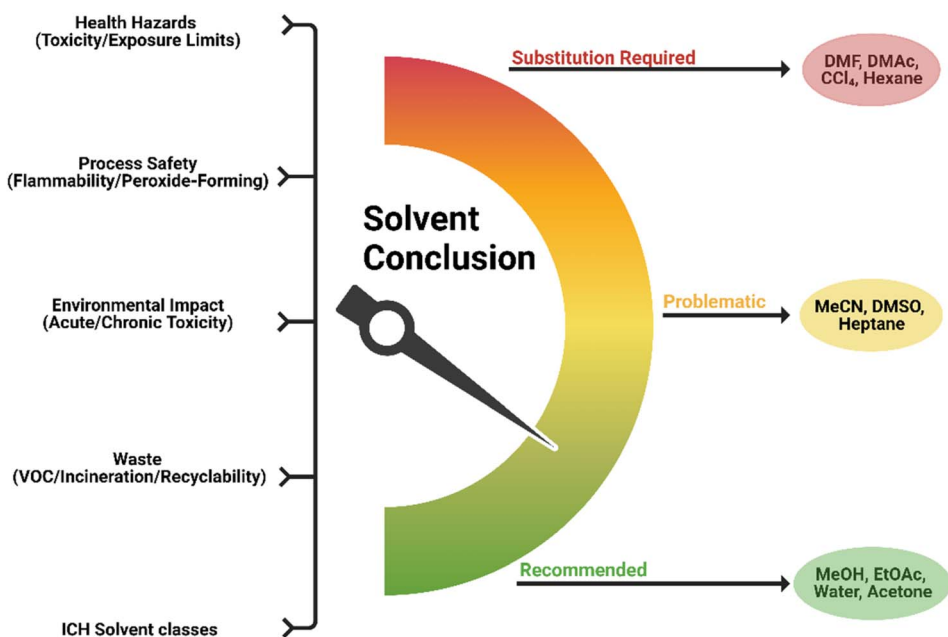 Health Hazards
(Toxicity/Exposure Limits)
Process Safety
(Flammability/Peroxide-Forming)
Environmental Impact
(Acute/Chronic Toxicity)
Waste
(VOC/Incineration/Recyclability)
ICH Solvent classes
Solvent
Conclusion
Substitution Required
DMF, DMAc,
CCl₄, Hexane
Problematic
MeCN, DMSO,
Heptane
Recommended
MeOH, EtOAc,
Water, Acetone